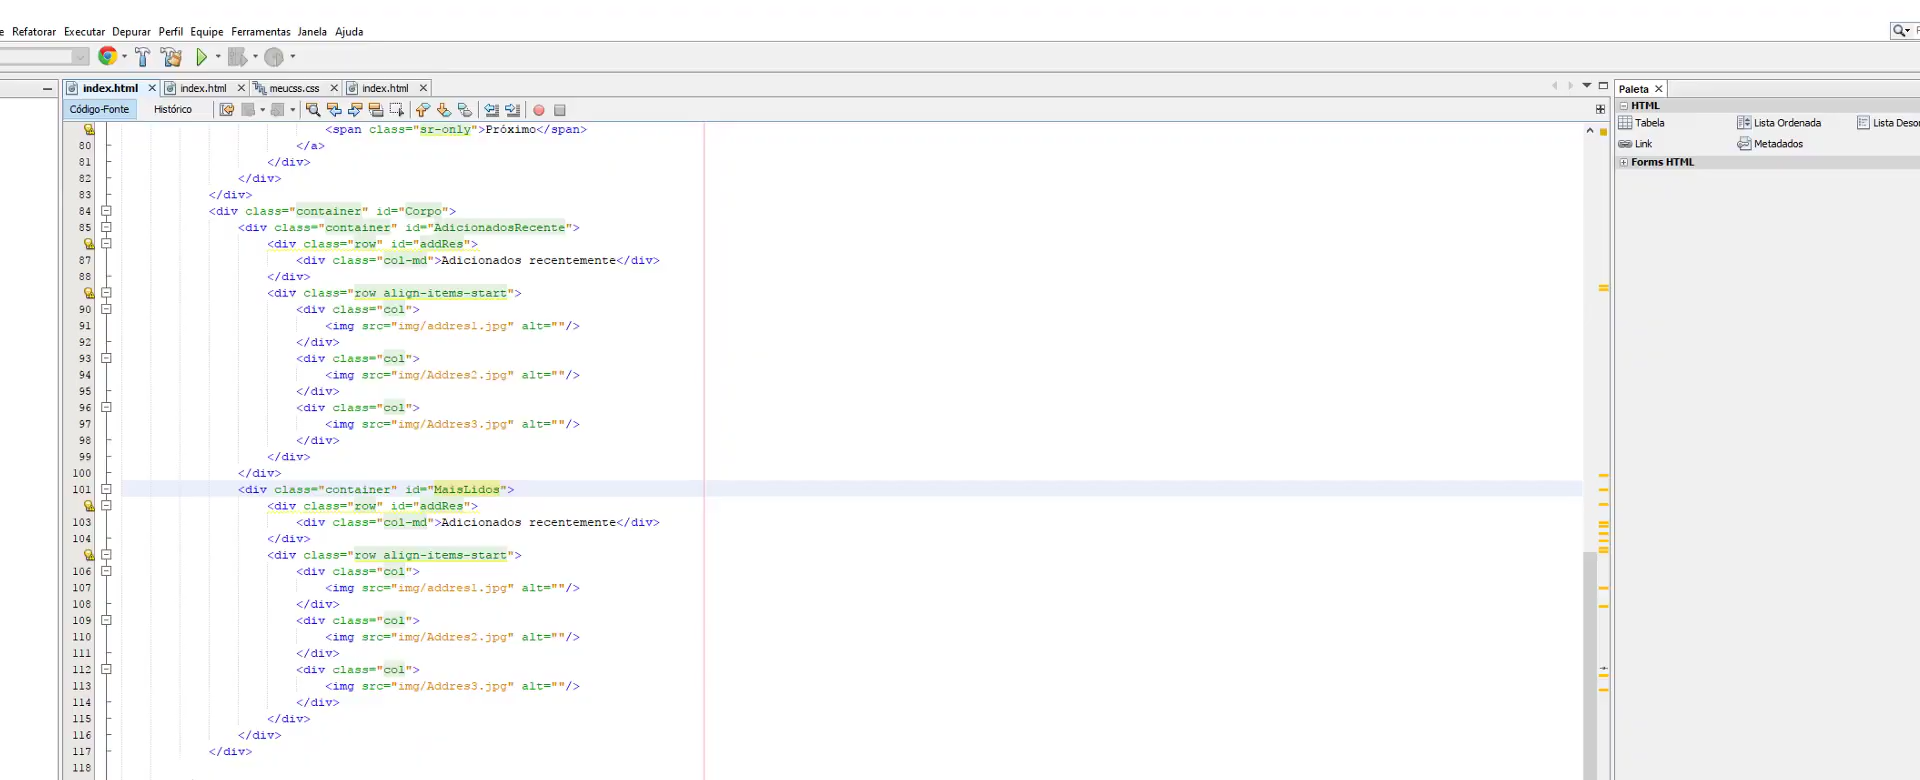 e Refatorar Executar Depurar Perfil Equipe Ferramentas Janela Ajuda
index.html index.html meucss.css index.html
Código-Fonte Histórico
Paleta
HTML
Tabela Lista Ordenada
Link Metadados
Forms HTML
<span class="sr-only">Próximo</span>
80 </a>
81 </div>
82 </div>
83 </div>
84 <div class="container" id="Corpo">
85 <div class="container" id="AdicionadosRecente">
<div class="row" id="addRes">
87 <div class="col-md">Adicionados recentemente</div>
88 </div>
<div class="row align-items-start">
90 <div class="col">
91 <img src="img/addres1.jpg" alt=""/>
92 </div>
93 <div class="col">
94 <img src="img/Addres2.jpg" alt=""/>
95 </div>
96 <div class="col">
97 <img src="img/Addres3.jpg" alt=""/>
98 </div>
99 </div>
100 </div>
101 <div class="container" id="MaisLidos">
<div class="row" id="addRes">
103 <div class="col-md">Adicionados recentemente</div>
104 </div>
<div class="row align-items-start">
106 <div class="col">
107 <img src="img/addres1.jpg" alt=""/>
108 </div>
109 <div class="col">
110 <img src="img/Addres2.jpg" alt=""/>
111 </div>
112 <div class="col">
113 <img src="img/Addres3.jpg" alt=""/>
114 </div>
115 </div>
116 </div>
117 </div>
118